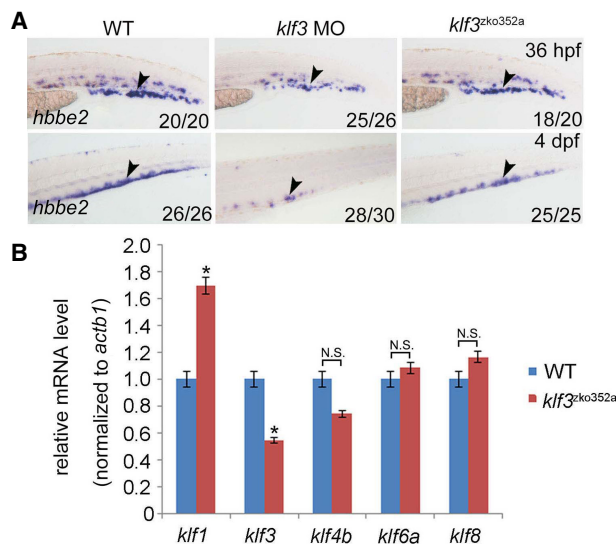 A
WT
klf3 MO
klf3zko352a
36 hpf
hbbe2
20/20
25/26
18/20
4 dpf
hbbe2
26/26
28/30
25/25
B
relative mRNA level
(normalized to actb1)
2.0
1.8
1.6
1.4
1.2
1.0
0.8
0.6
0.4
0.2
0
*
*
N.S.
N.S.
N.S.
WT
klf3zko352a
klf1
klf3
klf4b
klf6a
klf8